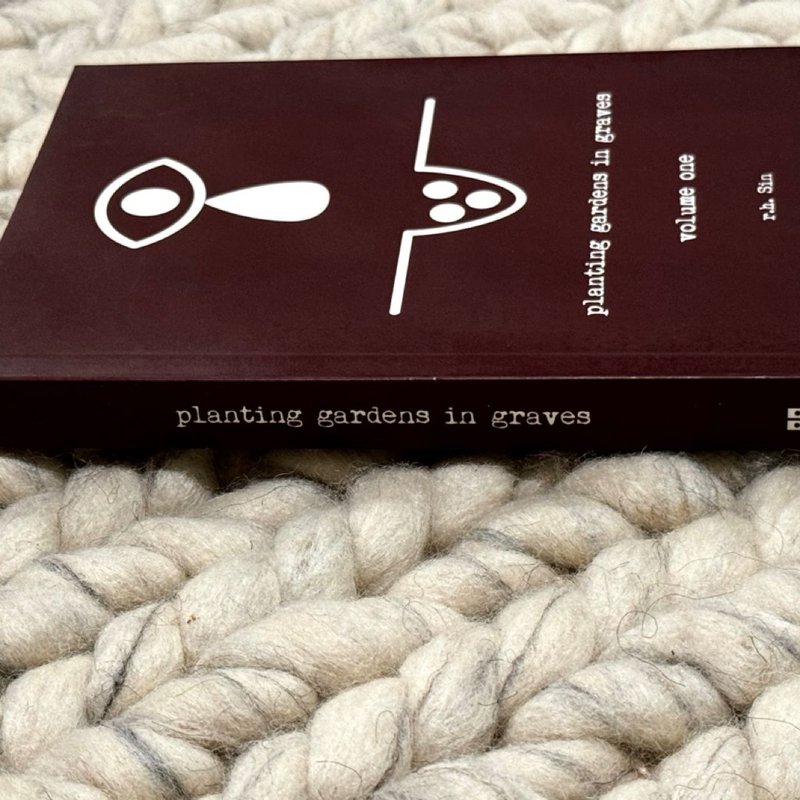 planting gardens in graves
volume one
r.h. Sin
planting gardens in graves